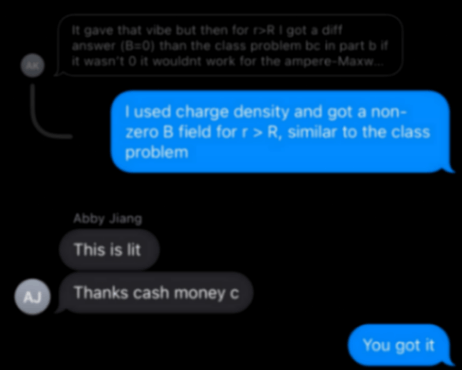 It gave that vibe but then for r>R I got a diff
answer (B=0) than the class problem bc in part b if
it wasn't 0 it wouldnt work for the ampere-Maxw...
AK
I used charge density and got a non-
zero B field for r > R, similar to the class
problem
Abby Jiang
This is lit
AJ
Thanks cash money c
You got it